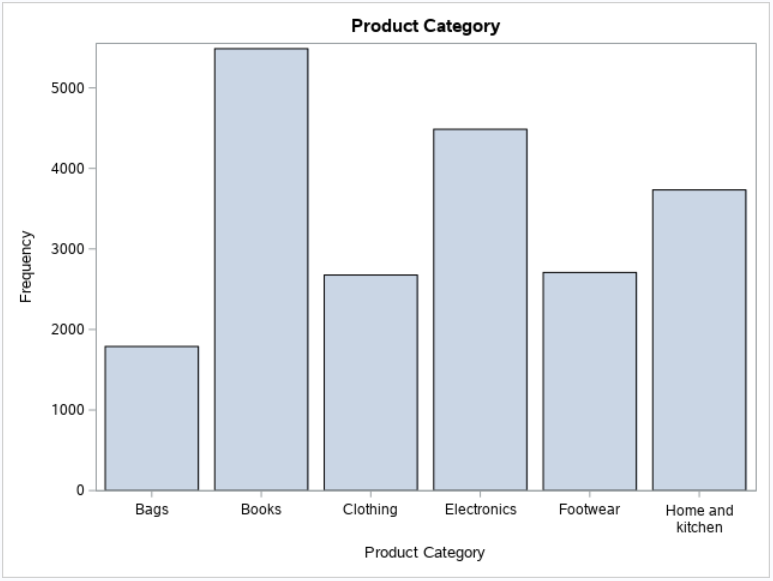 Product Category
Frequency
5000
4000
3000
2000
1000
0
Bags
Books
Clothing
Electronics
Footwear
Home and
kitchen
Product Category